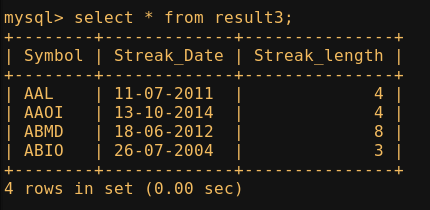 mysql> select * from result3;
+--------+-------------+---------------+
| Symbol | Streak_Date | Streak_length |
+--------+-------------+---------------+
| AAL    | 11-07-2011  |             4 |
| AAOI   | 13-10-2014  |             4 |
| ABMD   | 18-06-2012  |             8 |
| ABIO   | 26-07-2004  |             3 |
+--------+-------------+---------------+
4 rows in set (0.00 sec)